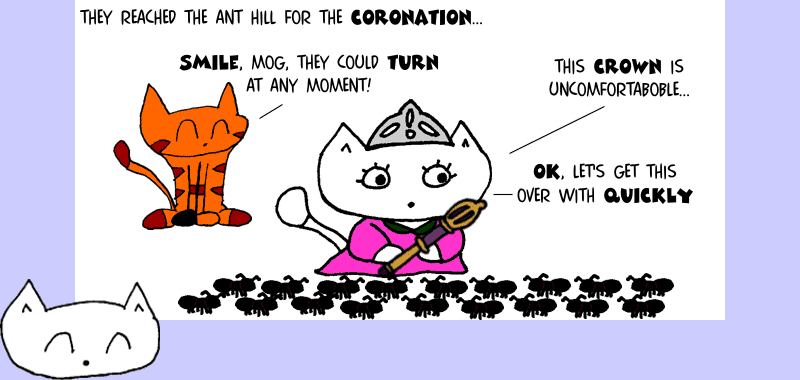 THEY REACHED THE ANT HILL FOR THE CORONATION...
SMILE, MOG, THEY COULD TURN
AT ANY MOMENT!
THIS CROWN IS
UNCOMFORTABOBLE...
OK, LET'S GET THIS
OVER WITH QUICKLY